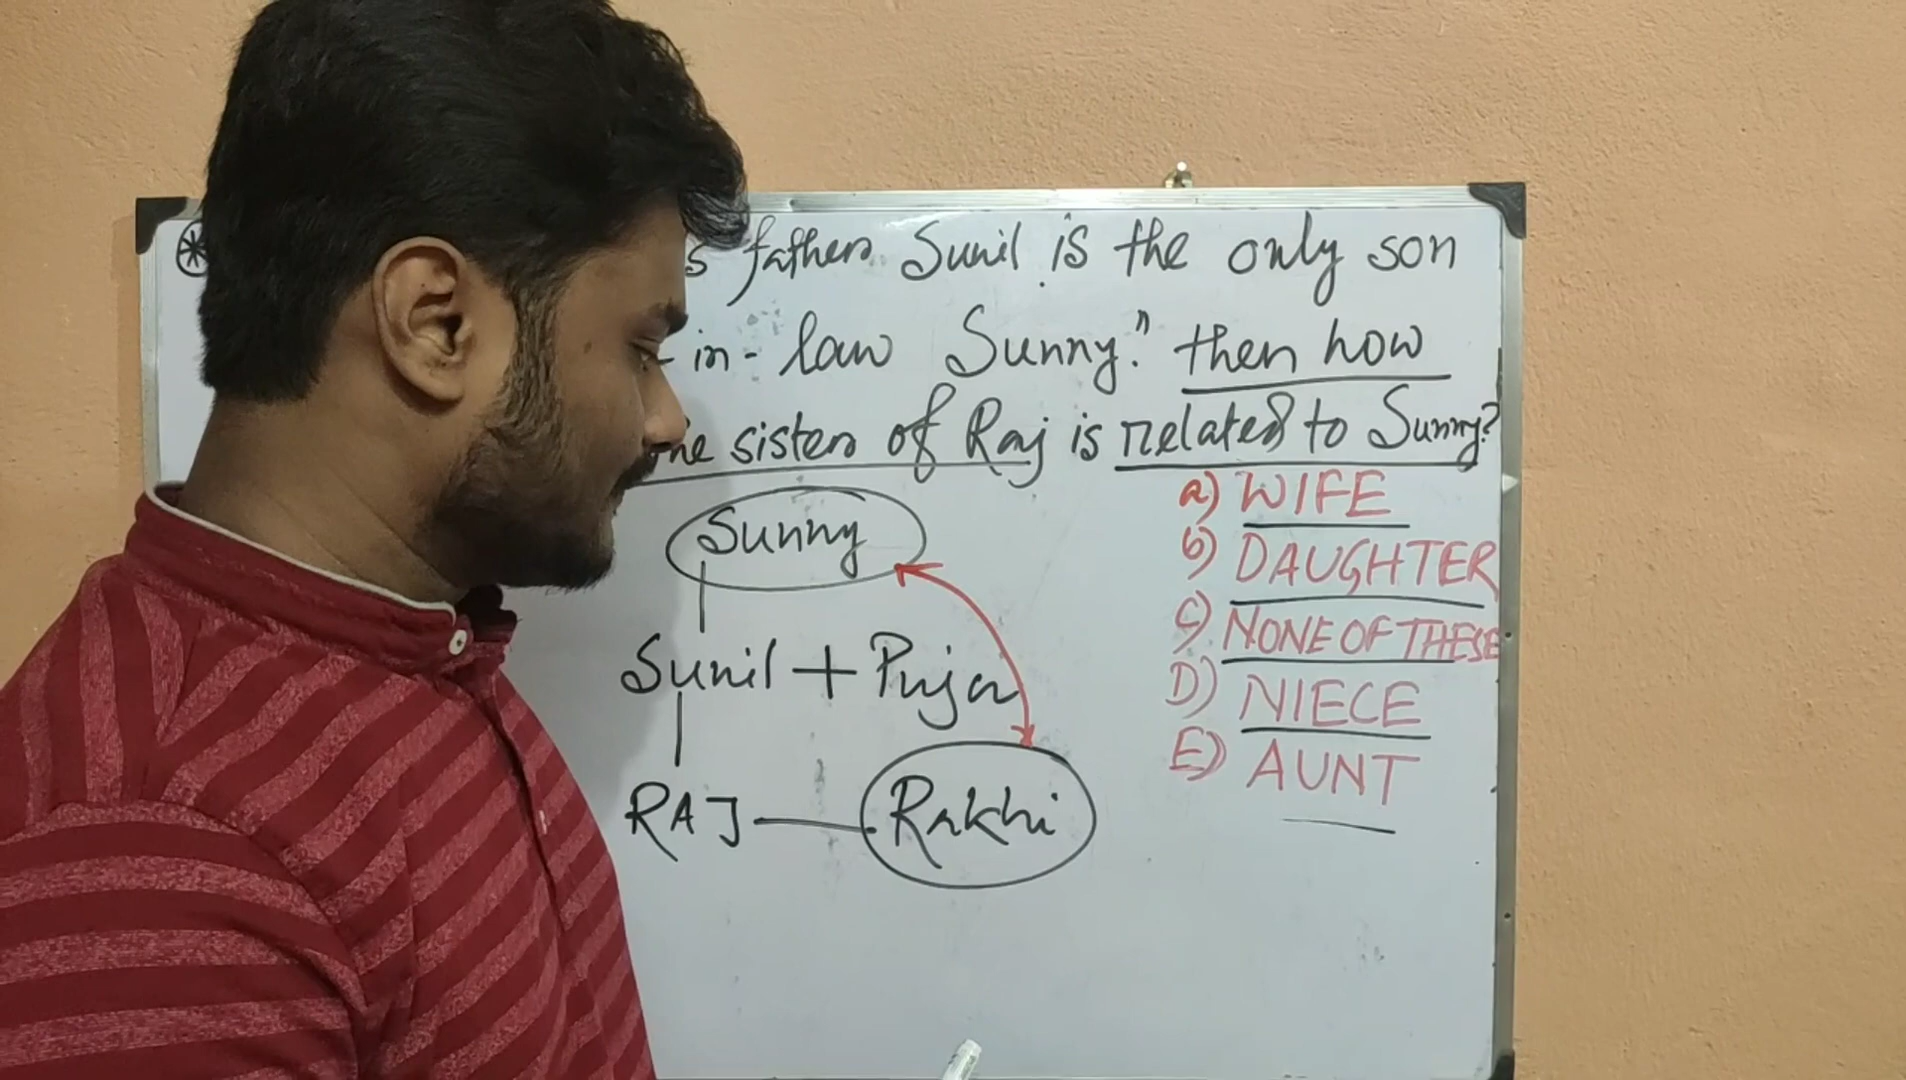 s father Sunil is the only son
- in - law Sunny." then how
the sister of Raj is related to Sunny?
a) WIFE
b) DAUGHTER
c) NONE OF THESE
D) NIECE
E) AUNT
Sunny
Sunil + Puja
RAJ — Rakhi